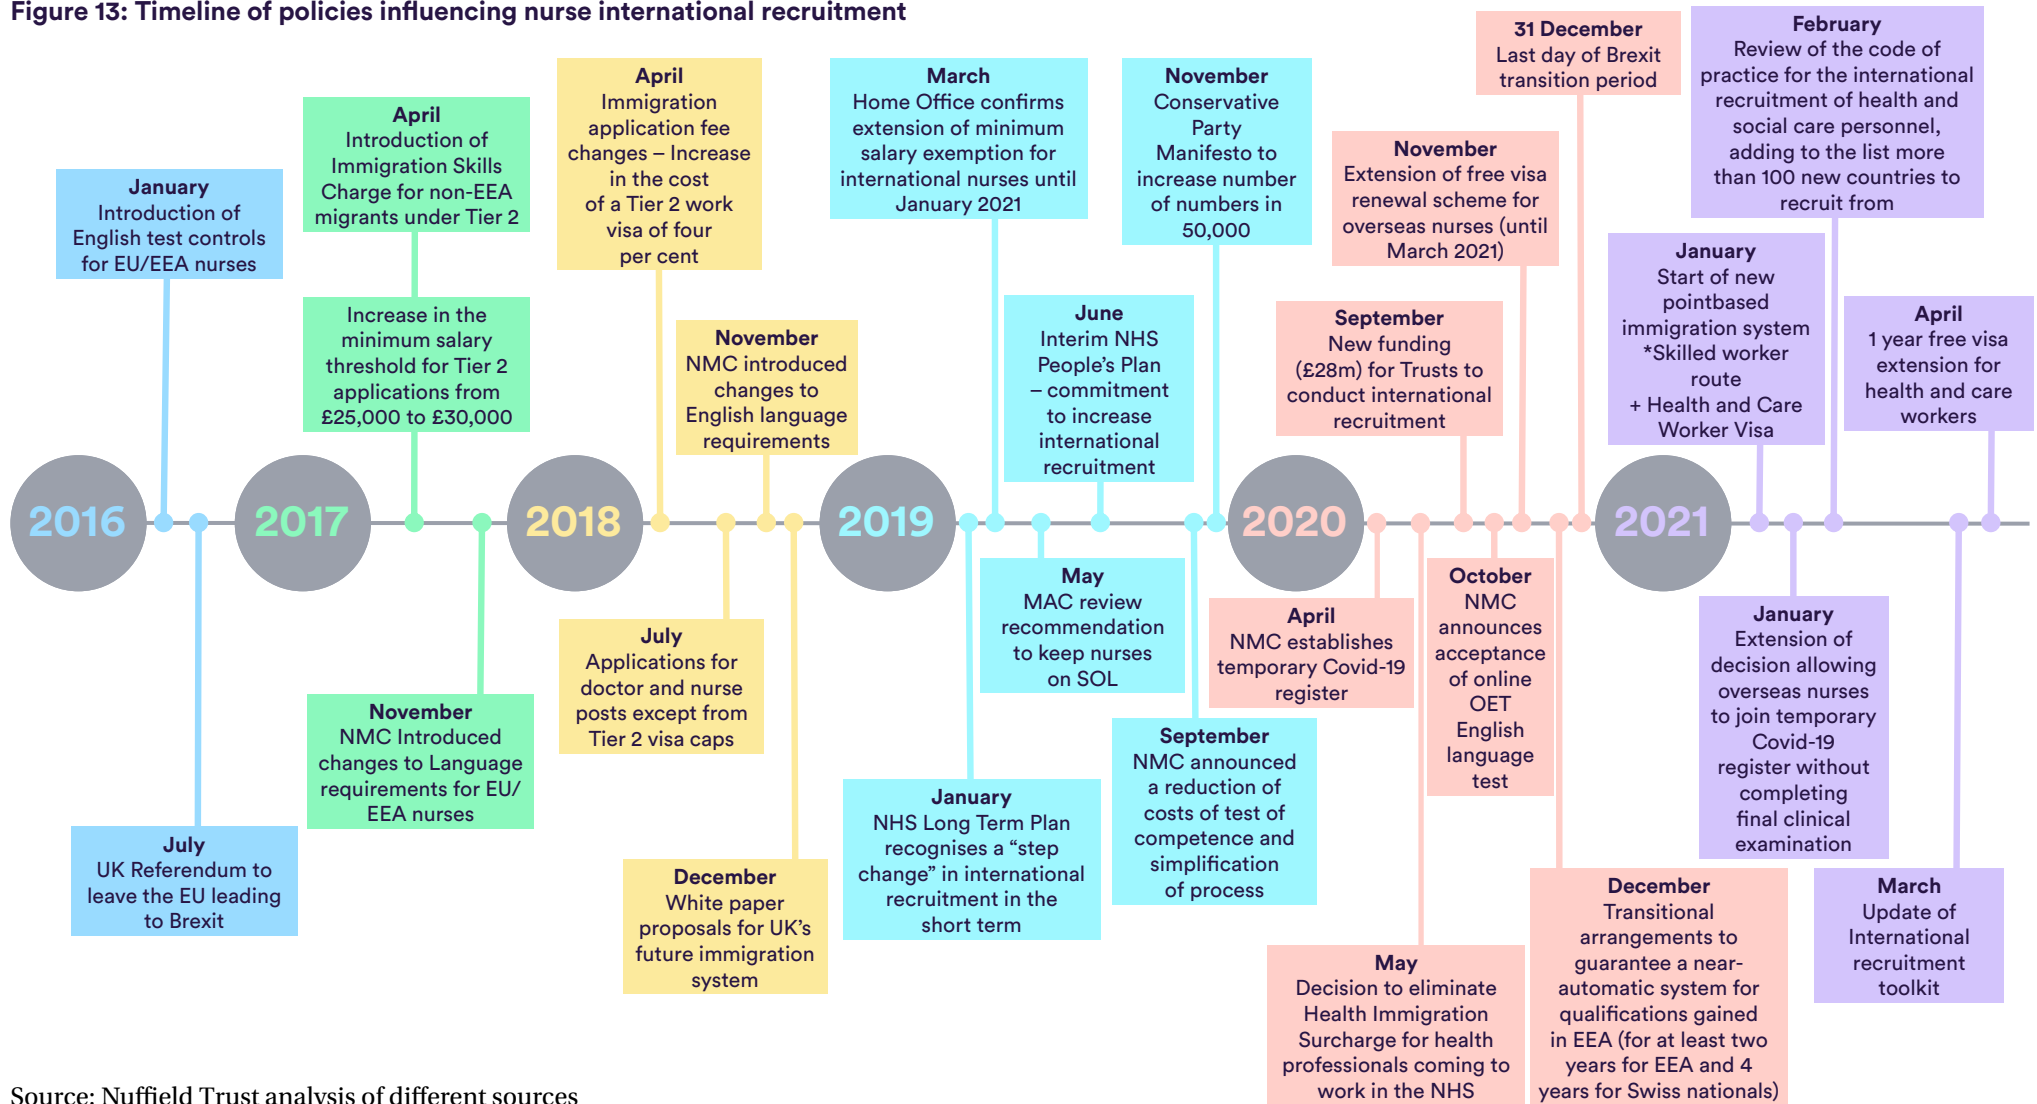 Figure 13: Timeline of policies influencing nurse international recruitment
2016
January
Introduction of
English test controls
for EU/EEA nurses
July
UK Referendum to
leave the EU leading
to Brexit
2017
April
Introduction of
Immigration Skills
Charge for non-EEA
migrants under Tier 2
Increase in the
minimum salary
threshold for Tier 2
applications from
£25,000 to £30,000
November
NMC Introduced
changes to Language
requirements for EU/
EEA nurses
2018
April
Immigration
application fee
changes – Increase
in the cost
of a Tier 2 work
visa of four
per cent
July
Applications for
doctor and nurse
posts except from
Tier 2 visa caps
November
NMC introduced
changes to
English language
requirements
December
White paper
proposals for UK’s
future immigration
system
2019
January
NHS Long Term Plan
recognises a “step
change” in international
recruitment in the
short term
March
Home Office confirms
extension of minimum
salary exemption for
international nurses until
January 2021
May
MAC review
recommendation
to keep nurses
on SOL
June
Interim NHS
People’s Plan
– commitment
to increase
international
recruitment
September
NMC announced
a reduction of
costs of test of
competence and
simplification
of process
November
Conservative
Party
Manifesto to
increase number
of numbers in
50,000
2020
April
NMC establishes
temporary Covid-19
register
May
Decision to eliminate
Health Immigration
Surcharge for health
professionals coming to
work in the NHS
September
New funding
(£28m) for Trusts to
conduct international
recruitment
October
NMC
announces
acceptance
of online
OET
English
language
test
November
Extension of free visa
renewal scheme for
overseas nurses (until
March 2021)
December
Transitional
arrangements to
guarantee a near-
automatic system for
qualifications gained
in EEA (for at least two
years for EEA and 4
years for Swiss nationals)
31 December
Last day of Brexit
transition period
2021
January
Start of new
pointbased
immigration system
*Skilled worker
route
+ Health and Care
Worker Visa
January
Extension of
decision allowing
overseas nurses
to join temporary
Covid-19
register without
completing
final clinical
examination
February
Review of the code of
practice for the international
recruitment of health and
social care personnel,
adding to the list more
than 100 new countries to
recruit from
March
Update of
International
recruitment
toolkit
April
1 year free visa
extension for
health and care
workers
Source: Nuffield Trust analysis of different sources